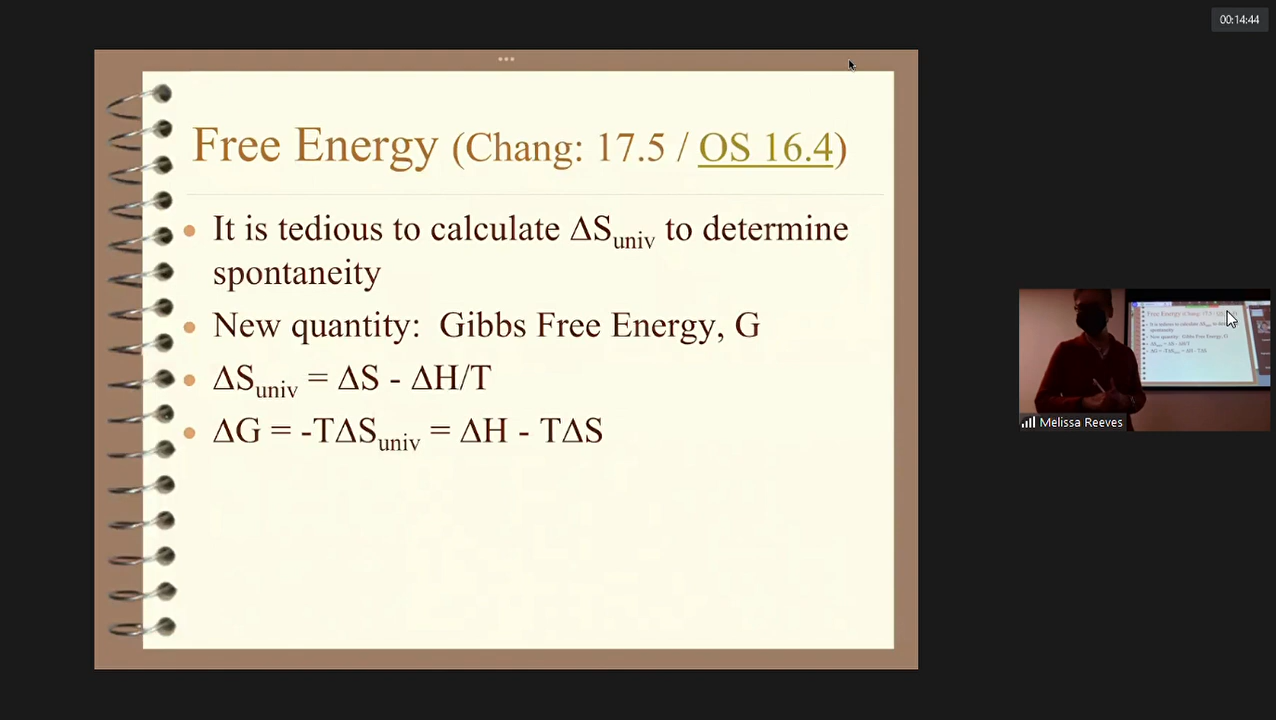 00:14:44
Free Energy (Chang: 17.5 / OS 16.4)
It is tedious to calculate ΔSuniv to determine
spontaneity
New quantity: Gibbs Free Energy, G
ΔSuniv = ΔS - ΔH/T
ΔG = -TΔSuniv = ΔH - TΔS
Melissa Reeves